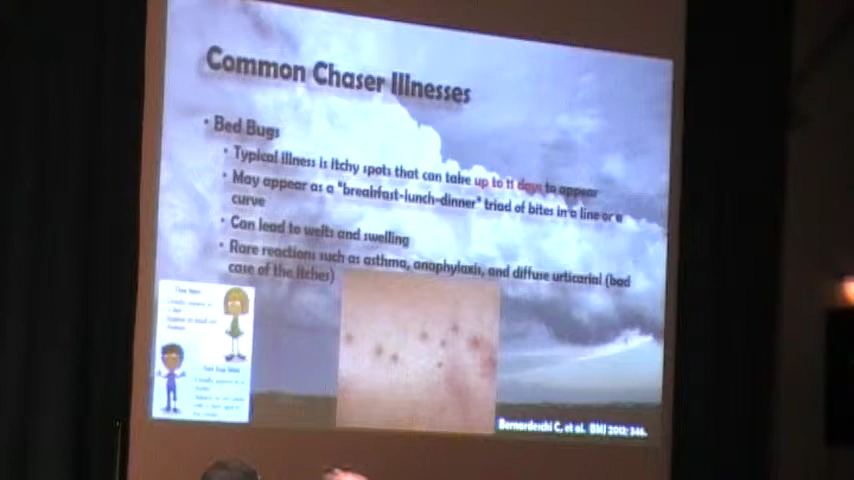 Common Chaser Illnesses
• Bed Bugs
• Typical illness is itchy spots that can take up to 11 days to appear
• May appear as a "breakfast-lunch-dinner" triad of bites in a line or a
curve
• Can lead to welts and swelling
• Rare reactions such as asthma, anaphylaxis, and diffuse urticarial (bad
case of the itches)
Bernardeschi C, et al. BMJ 2012; 346.